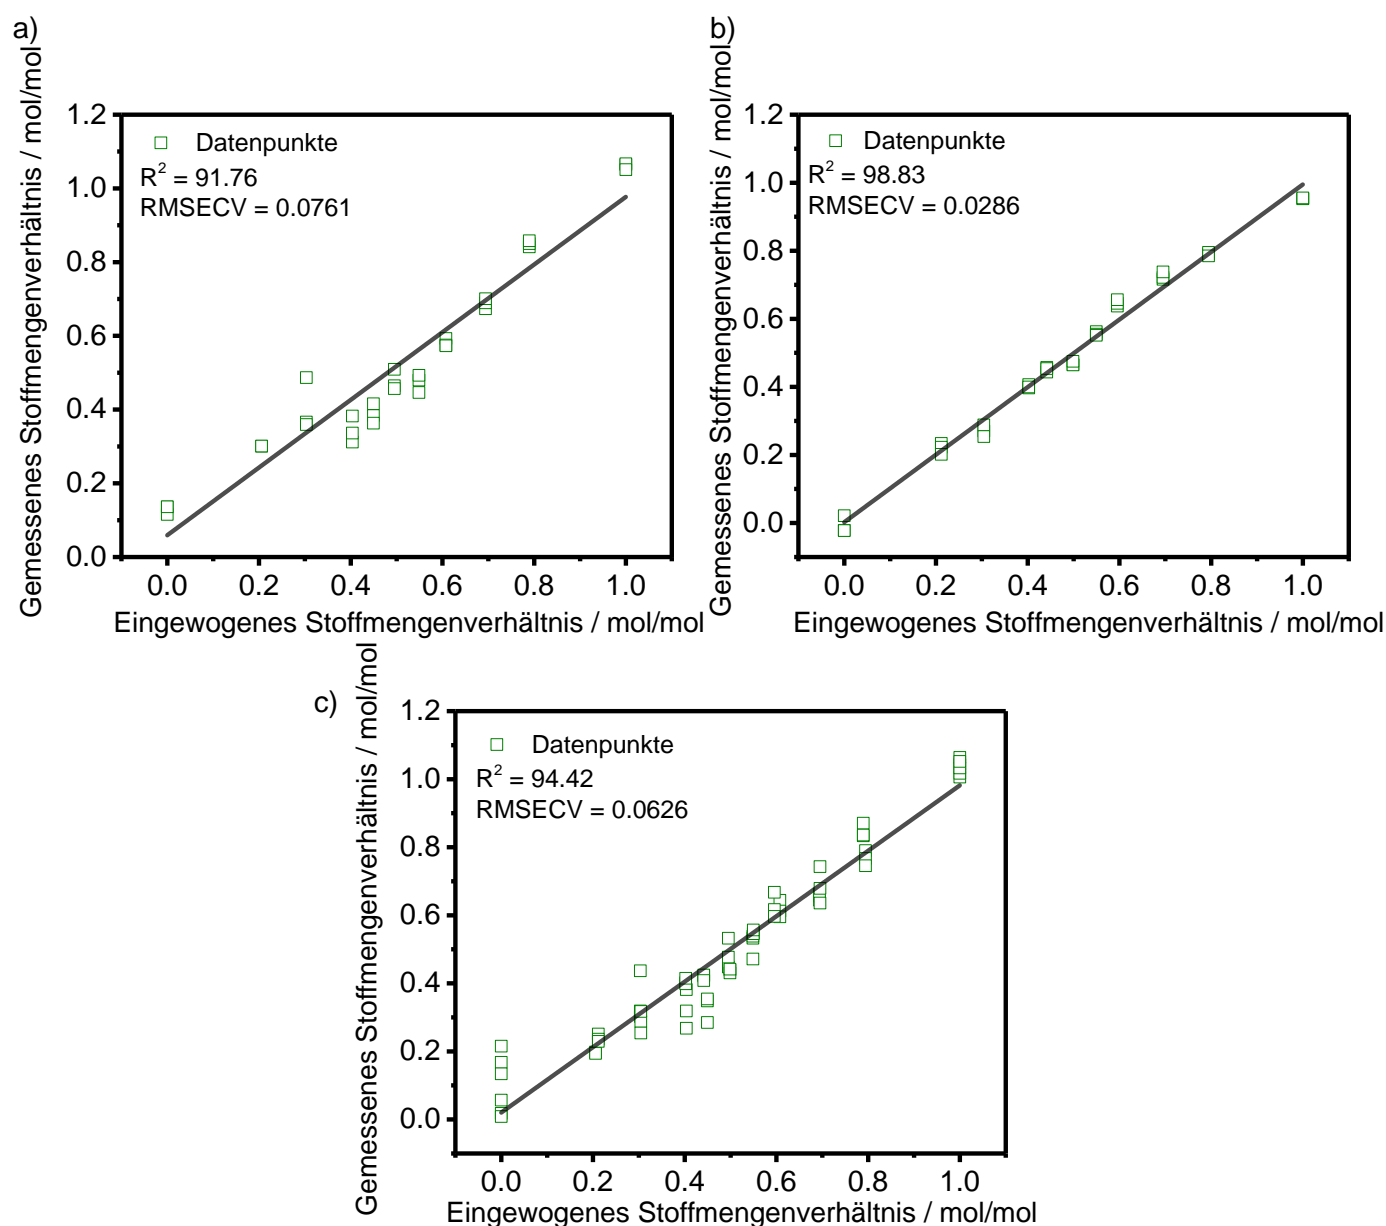 a)
Gemessenes Stoffmengenverhältnis / mol/mol
1.2
1.0
0.8
0.6
0.4
0.2
0.0
Datenpunkte
R² = 91.76
RMSECV = 0.0761
0.0 0.2 0.4 0.6 0.8 1.0
Eingewogenes Stoffmengenverhältnis / mol/mol
b)
Gemessenes Stoffmengenverhältnis / mol/mol
1.2
1.0
0.8
0.6
0.4
0.2
0.0
Datenpunkte
R² = 98.83
RMSECV = 0.0286
0.0 0.2 0.4 0.6 0.8 1.0
Eingewogenes Stoffmengenverhältnis / mol/mol
c)
Gemessenes Stoffmengenverhältnis / mol/mol
1.2
1.0
0.8
0.6
0.4
0.2
0.0
Datenpunkte
R² = 94.42
RMSECV = 0.0626
0.0 0.2 0.4 0.6 0.8 1.0
Eingewogenes Stoffmengenverhältnis / mol/mol